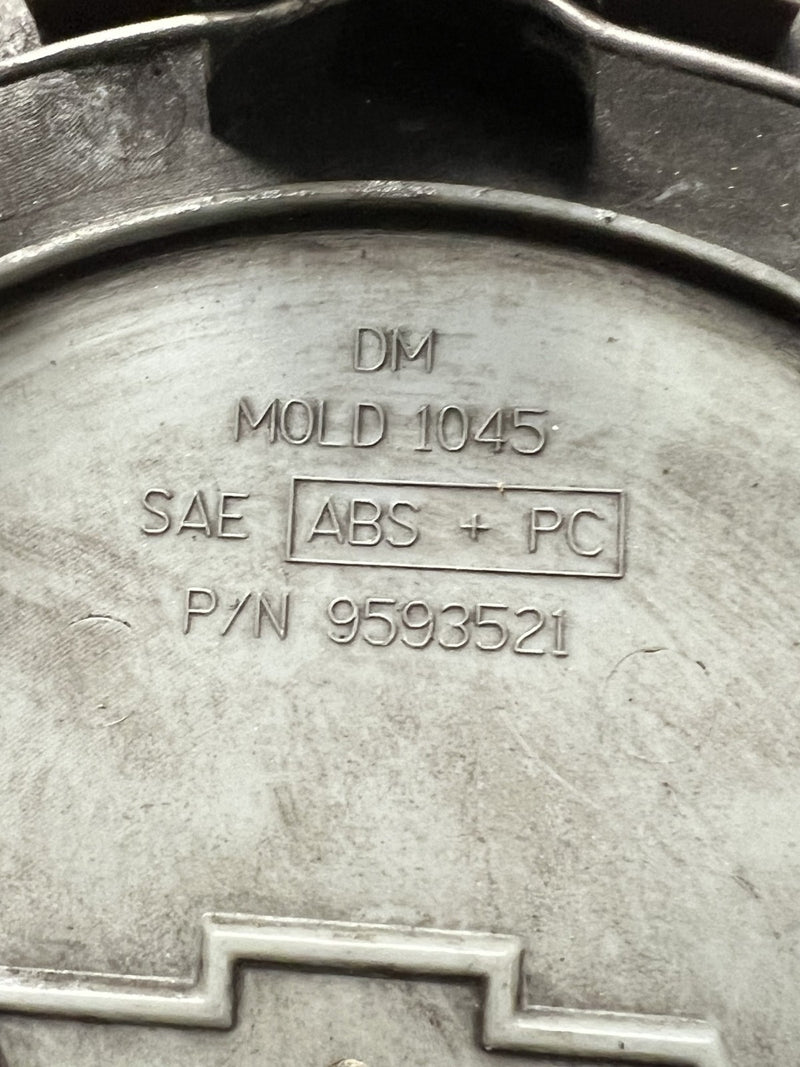 DM
MOLD 1045
SAE ABS + PC
P/N 9593521